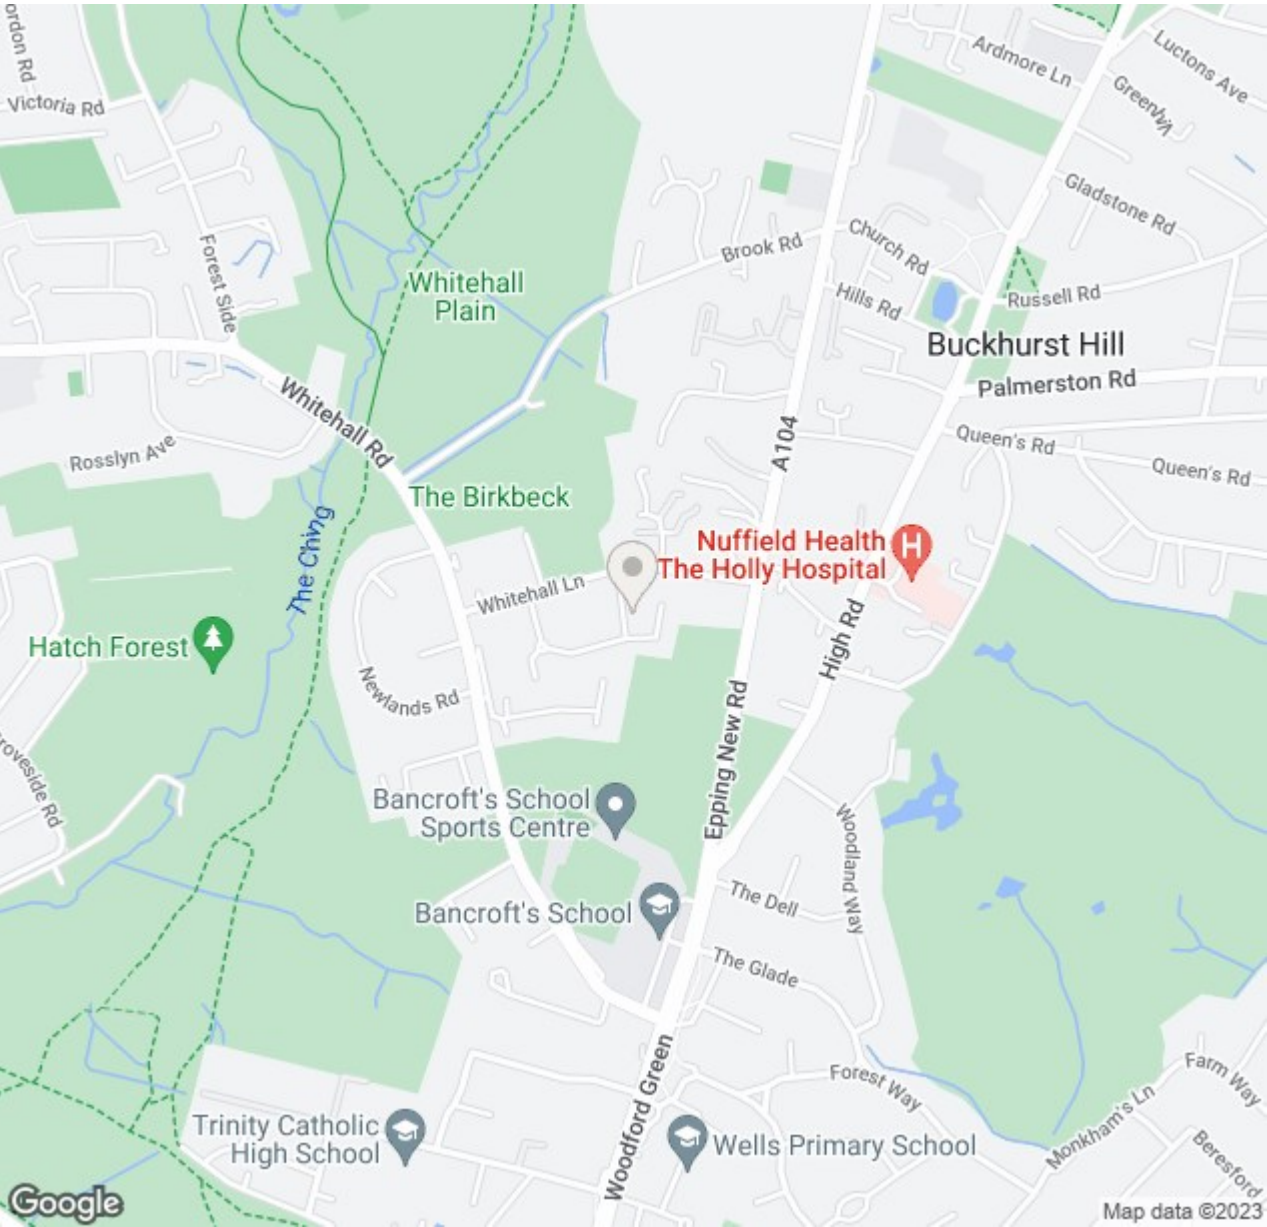 ordon Rd
Victoria Rd
Ardmore Ln
Luctons Ave
Gladstone Rd
Forest Side
Whitehall
Plain
Brook Rd
Church Rd
Hills Rd
Russell Rd
Buckhurst Hill
Palmerston Rd
Whitehall Rd
A104
Queen's Rd
Queen's Rd
Rosslyn Ave
The Birkbeck
The Ching
Nuffield Health
The Holly Hospital
H
Whitehall Ln
High Rd
Hatch Forest
Newlands Rd
Epping New Rd
roveside Rd
Bancroft's School
Sports Centre
Woodland Way
The Dell
Bancroft's School
The Glade
Woodford Green
Forest Way
Farm Way
Monkham's Ln
Beresford
Trinity Catholic
High School
Wells Primary School
Google
Map data ©2023